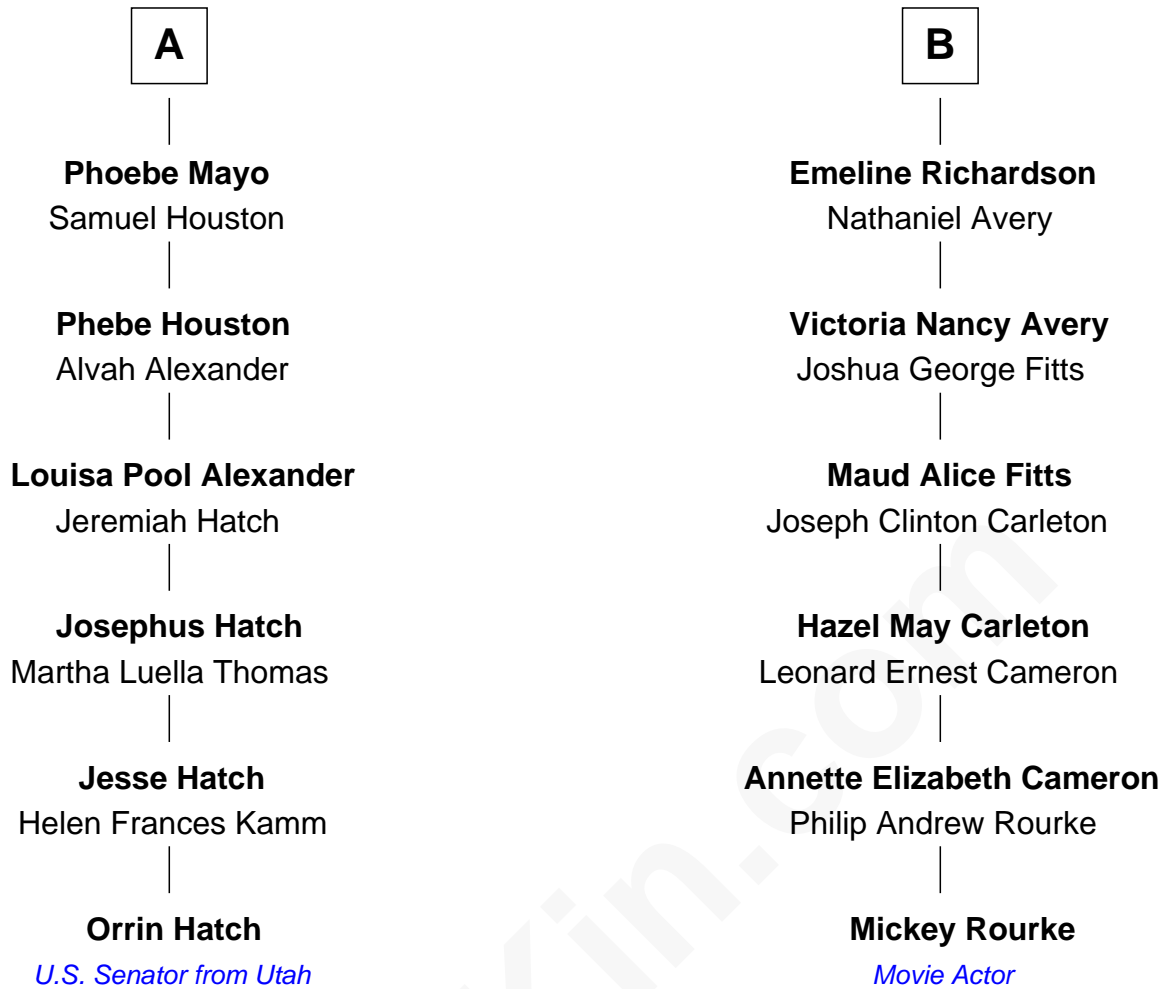 A
Phoebe Mayo
Samuel Houston
Phebe Houston
Alvah Alexander
Louisa Pool Alexander
Jeremiah Hatch
Josephus Hatch
Martha Luella Thomas
Jesse Hatch
Helen Frances Kamm
Orrin Hatch
U.S. Senator from Utah
B
Emeline Richardson
Nathaniel Avery
Victoria Nancy Avery
Joshua George Fitts
Maud Alice Fitts
Joseph Clinton Carleton
Hazel May Carleton
Leonard Ernest Cameron
Annette Elizabeth Cameron
Philip Andrew Rourke
Mickey Rourke
Movie Actor